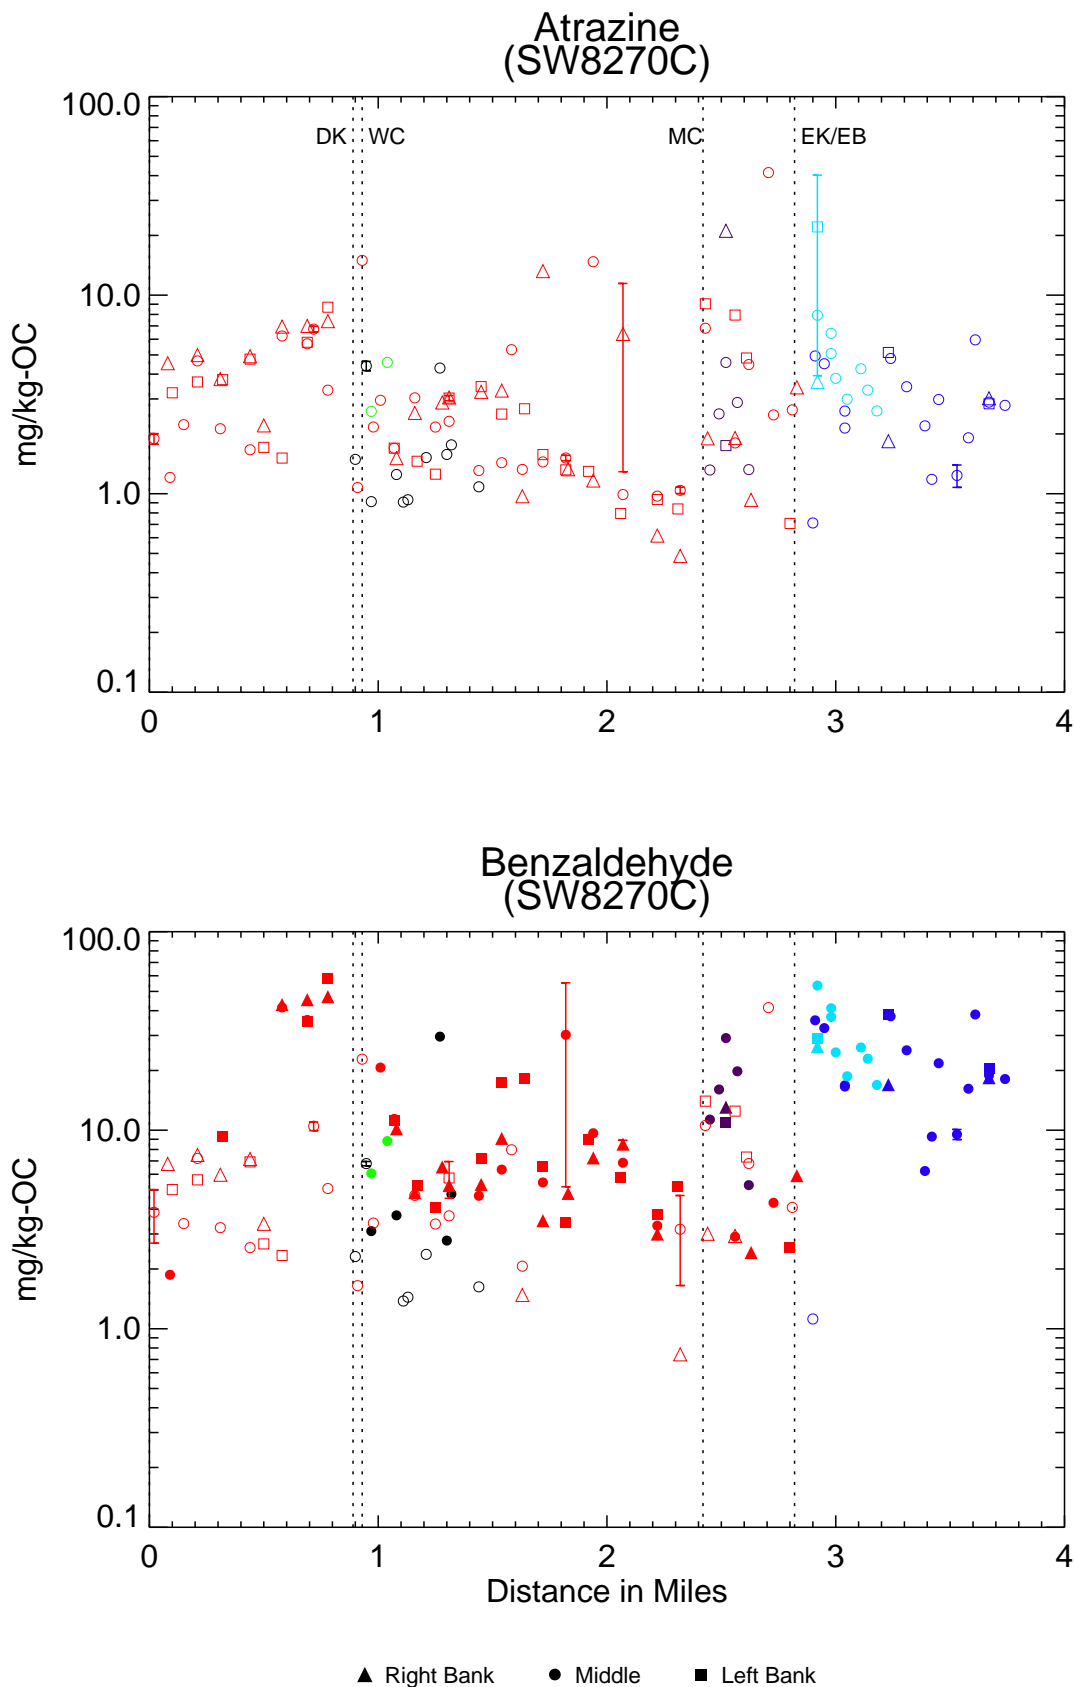 Atrazine
(SW8270C)
100.0
DK WC MC EK/EB
10.0
mg/kg-OC
1.0
0.1
0 1 2 3 4
Benzaldehyde
(SW8270C)
100.0
10.0
mg/kg-OC
1.0
0.1
0 1 2 3 4
Distance in Miles
Right Bank Middle Left Bank